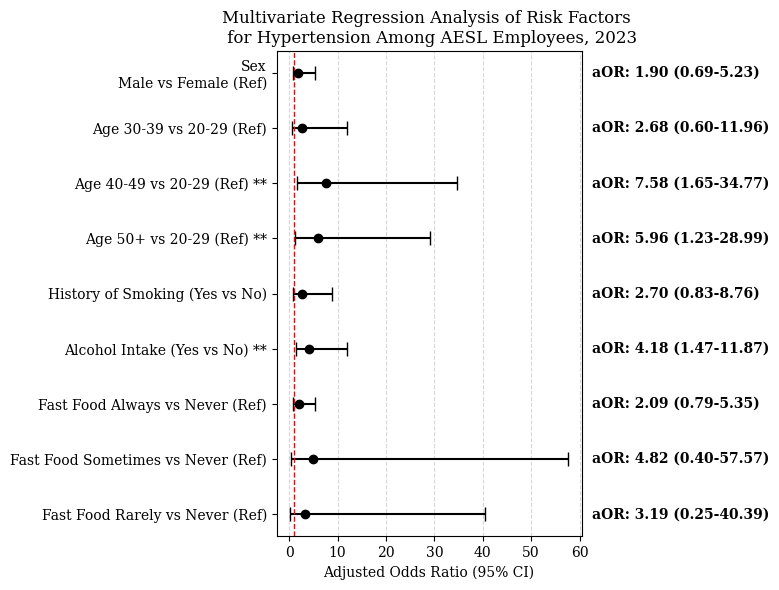 Multivariate Regression Analysis of Risk Factors
for Hypertension Among AESL Employees, 2023
Sex
Male vs Female (Ref)
aOR: 1.90 (0.69-5.23)
Age 30-39 vs 20-29 (Ref)
aOR: 2.68 (0.60-11.96)
Age 40-49 vs 20-29 (Ref) **
aOR: 7.58 (1.65-34.77)
Age 50+ vs 20-29 (Ref) **
aOR: 5.96 (1.23-28.99)
History of Smoking (Yes vs No)
aOR: 2.70 (0.83-8.76)
Alcohol Intake (Yes vs No) **
aOR: 4.18 (1.47-11.87)
Fast Food Always vs Never (Ref)
aOR: 2.09 (0.79-5.35)
Fast Food Sometimes vs Never (Ref)
aOR: 4.82 (0.40-57.57)
Fast Food Rarely vs Never (Ref)
aOR: 3.19 (0.25-40.39)
0 10 20 30 40 50 60
Adjusted Odds Ratio (95% CI)